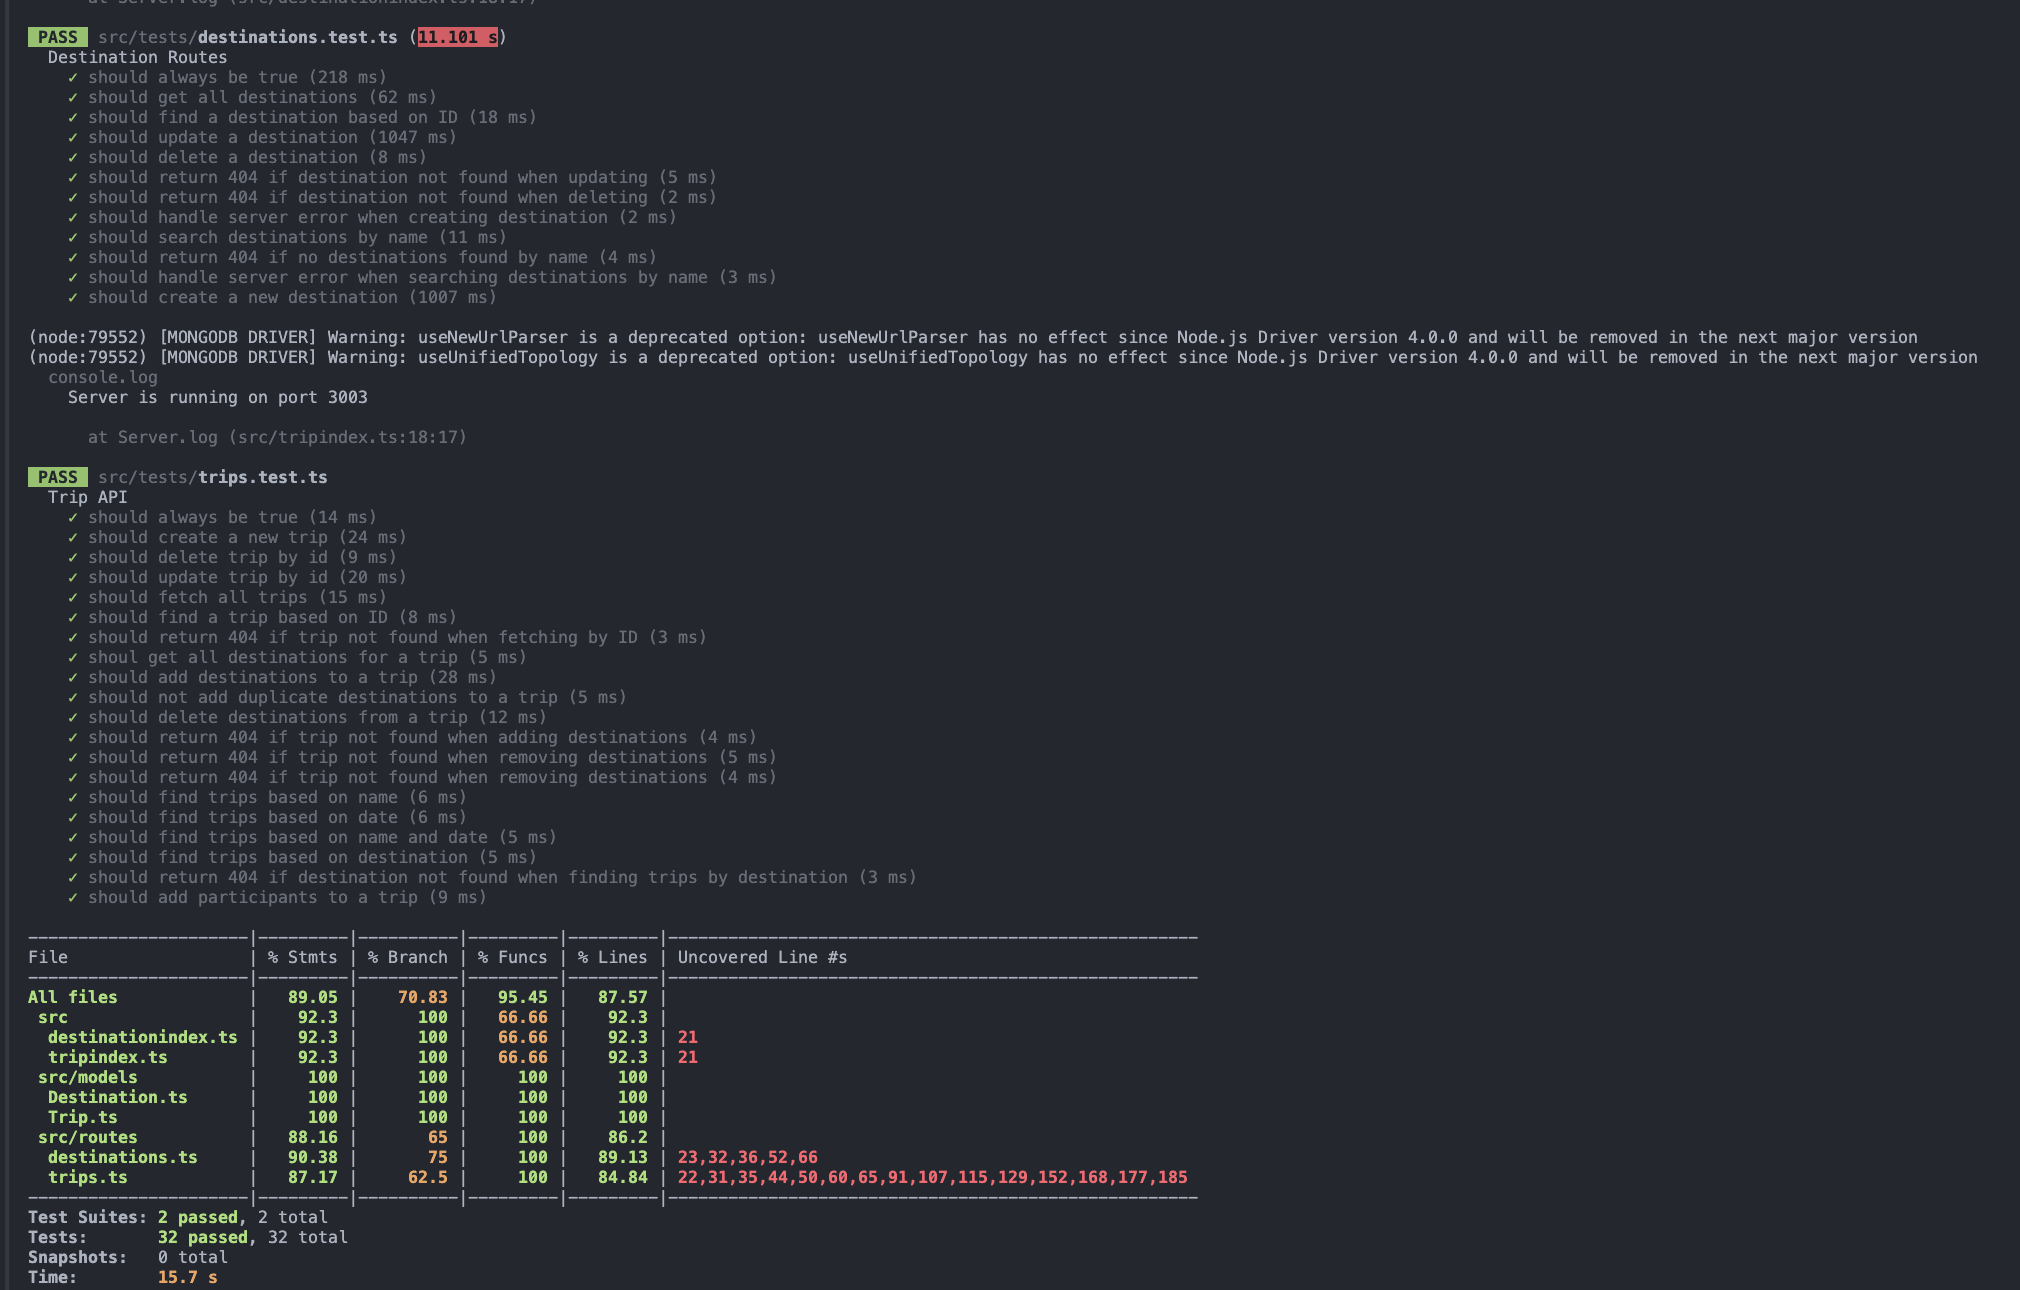 at Server.log (src/destinationindex.ts:18:17)
PASS src/tests/destinations.test.ts (11.101 s)
Destination Routes
✓ should always be true (218 ms)
✓ should get all destinations (62 ms)
✓ should find a destination based on ID (18 ms)
✓ should update a destination (1047 ms)
✓ should delete a destination (8 ms)
✓ should return 404 if destination not found when updating (5 ms)
✓ should return 404 if destination not found when deleting (2 ms)
✓ should handle server error when creating destination (2 ms)
✓ should search destinations by name (11 ms)
✓ should return 404 if no destinations found by name (4 ms)
✓ should handle server error when searching destinations by name (3 ms)
✓ should create a new destination (1007 ms)
(node:79552) [MONGODB DRIVER] Warning: useNewUrlParser is a deprecated option: useNewUrlParser has no effect since Node.js Driver version 4.0.0 and will be removed in the next major version
(node:79552) [MONGODB DRIVER] Warning: useUnifiedTopology is a deprecated option: useUnifiedTopology has no effect since Node.js Driver version 4.0.0 and will be removed in the next major version
console.log
Server is running on port 3003
at Server.log (src/tripindex.ts:18:17)
PASS src/tests/trips.test.ts
Trip API
✓ should always be true (14 ms)
✓ should create a new trip (24 ms)
✓ should delete trip by id (9 ms)
✓ should update trip by id (20 ms)
✓ should fetch all trips (15 ms)
✓ should find a trip based on ID (8 ms)
✓ should return 404 if trip not found when fetching by ID (3 ms)
✓ shoul get all destinations for a trip (5 ms)
✓ should add destinations to a trip (28 ms)
✓ should not add duplicate destinations to a trip (5 ms)
✓ should delete destinations from a trip (12 ms)
✓ should return 404 if trip not found when adding destinations (4 ms)
✓ should return 404 if trip not found when removing destinations (5 ms)
✓ should return 404 if trip not found when removing destinations (4 ms)
✓ should find trips based on name (6 ms)
✓ should find trips based on date (6 ms)
✓ should find trips based on name and date (5 ms)
✓ should find trips based on destination (5 ms)
✓ should return 404 if destination not found when finding trips by destination (3 ms)
✓ should add participants to a trip (9 ms)
File | % Stmts | % Branch | % Funcs | % Lines | Uncovered Line #s
All files | 89.05 | 70.83 | 95.45 | 87.57 |
src | 92.3 | 100 | 66.66 | 92.3 |
destinationindex.ts | 92.3 | 100 | 66.66 | 92.3 | 21
tripindex.ts | 92.3 | 100 | 66.66 | 92.3 | 21
src/models | 100 | 100 | 100 | 100 |
Destination.ts | 100 | 100 | 100 | 100 |
Trip.ts | 100 | 100 | 100 | 100 |
src/routes | 88.16 | 65 | 100 | 86.2 |
destinations.ts | 90.38 | 75 | 100 | 89.13 | 23,32,36,52,66
trips.ts | 87.17 | 62.5 | 100 | 84.84 | 22,31,35,44,50,60,65,91,107,115,129,152,168,177,185
Test Suites: 2 passed, 2 total
Tests: 32 passed, 32 total
Snapshots: 0 total
Time: 15.7 s